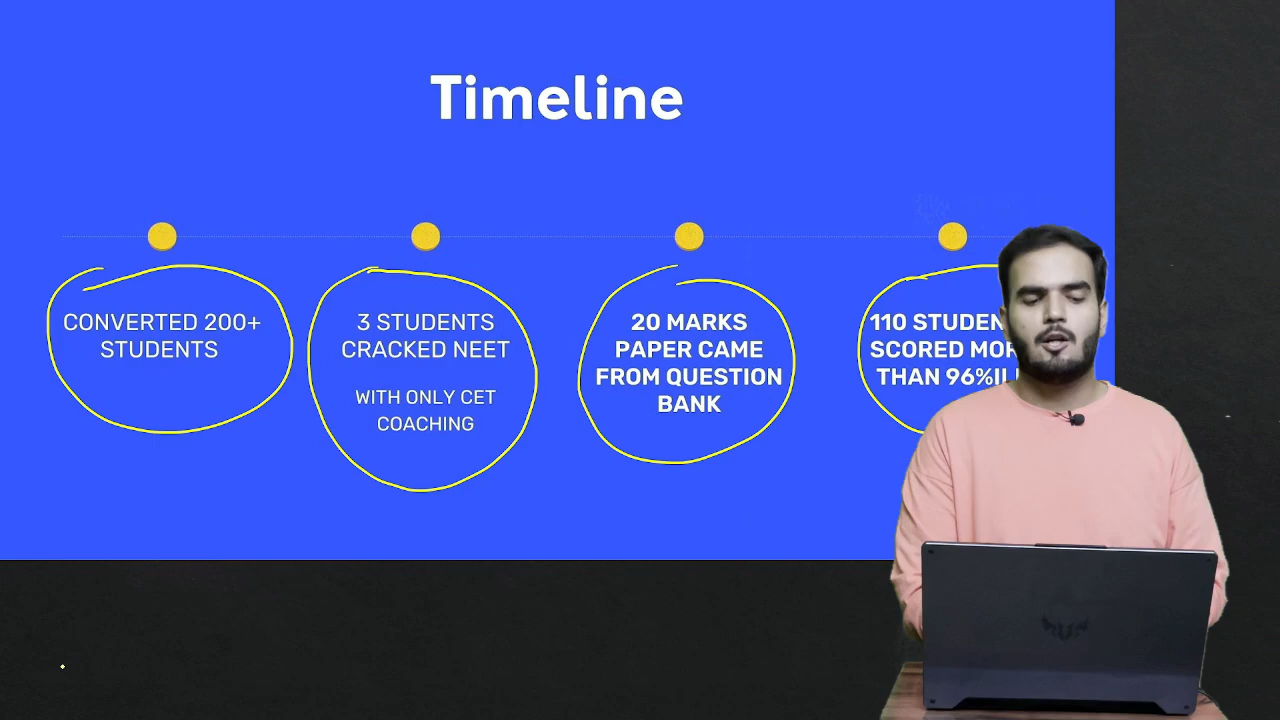 Timeline
CONVERTED 200+
STUDENTS
3 STUDENTS
CRACKED NEET
WITH ONLY CET
COACHING
20 MARKS
PAPER CAME
FROM QUESTION
BANK
110
SCORED
THAN